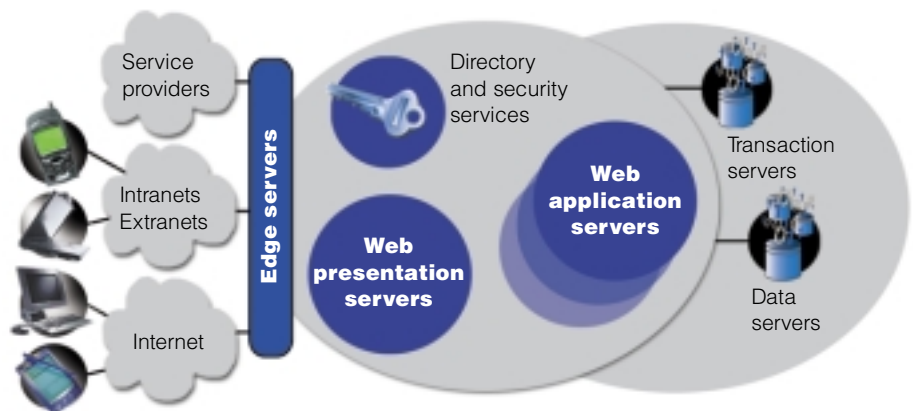 Service
providers
Intranets
Extranets
Internet
Edge servers
Directory
and security
services
Web
presentation
servers
Web
application
servers
Transaction
servers
Data
servers